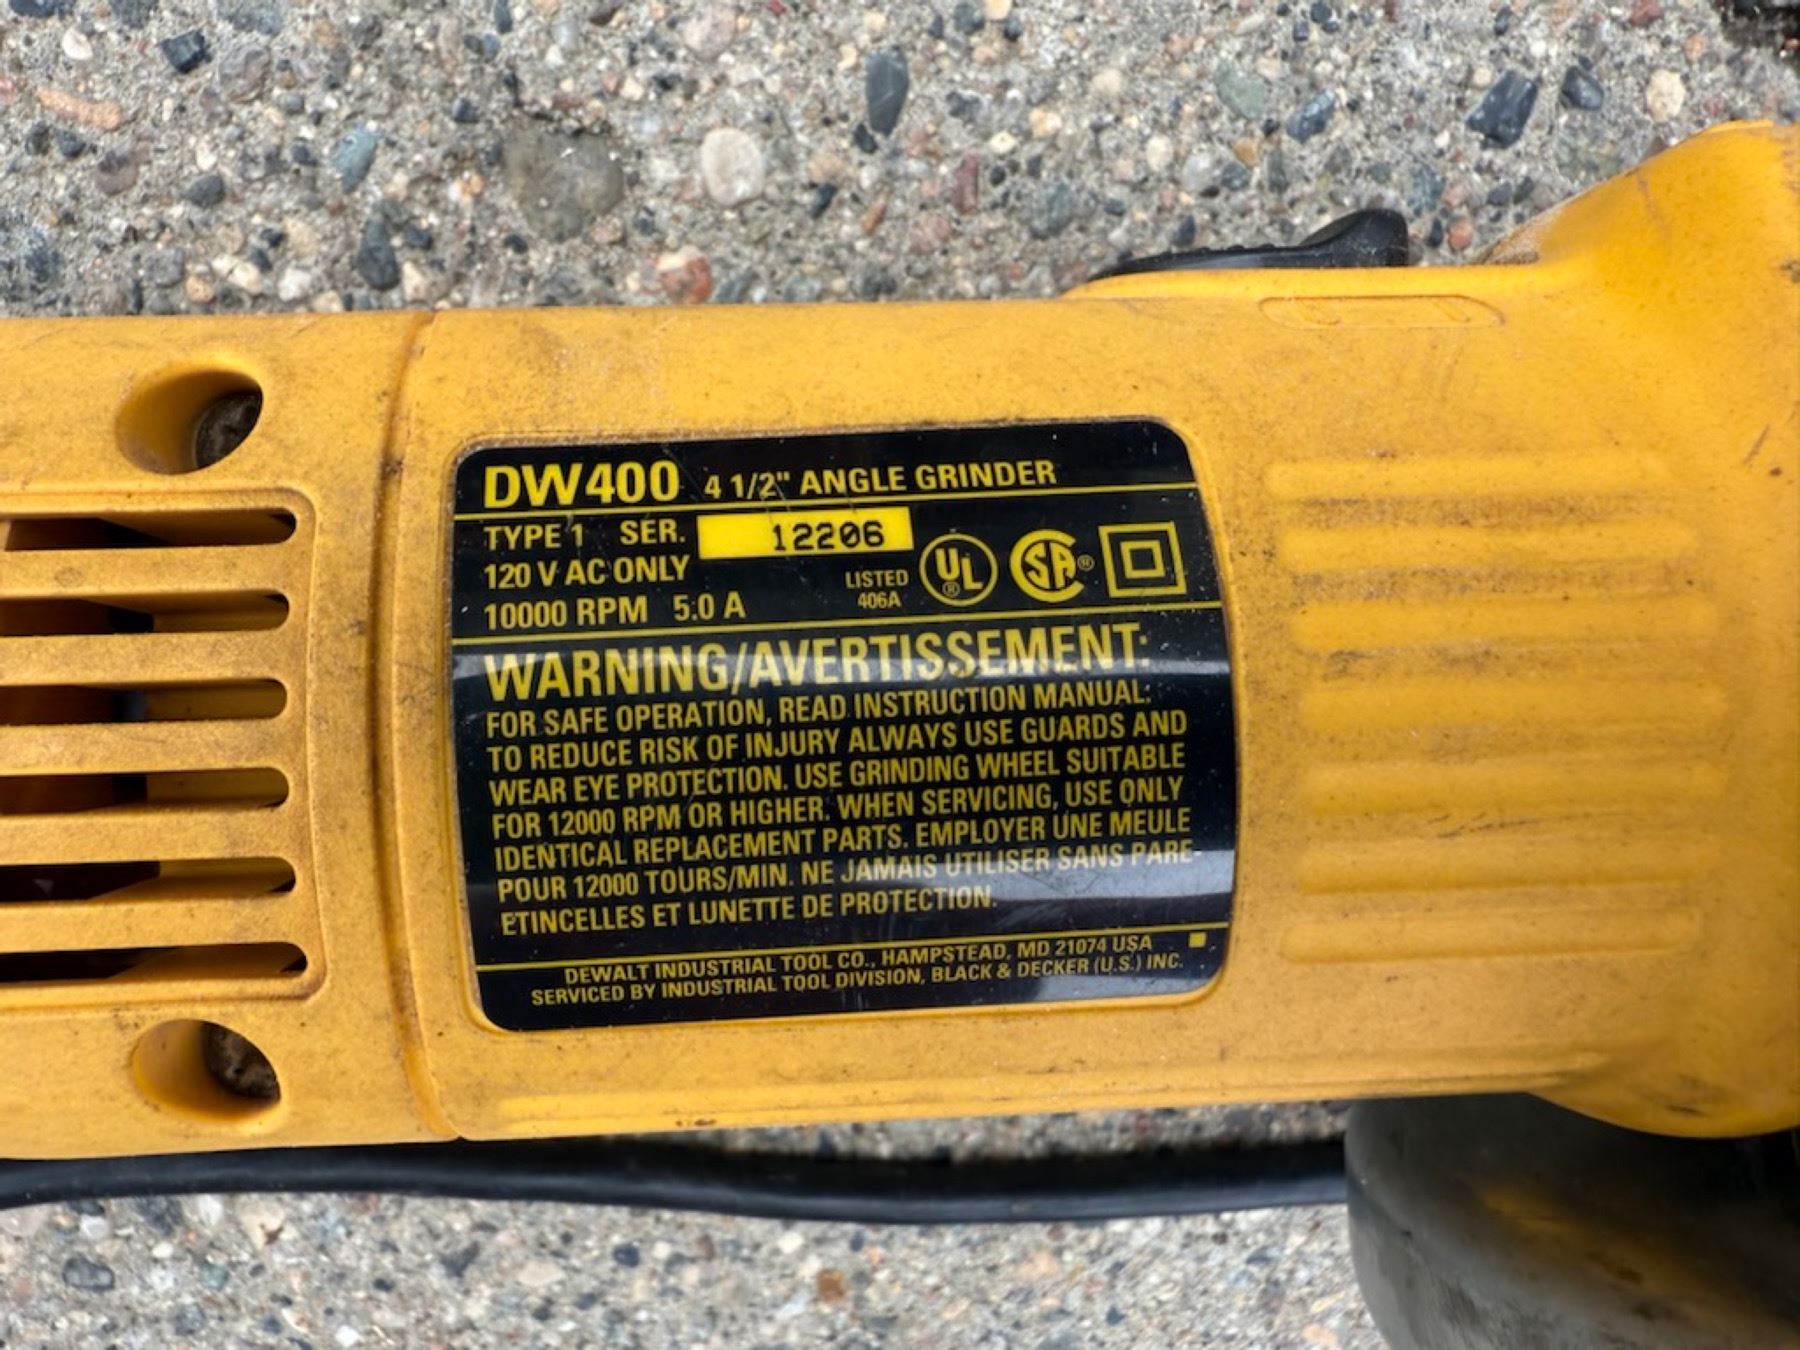 DW400 4 1/2" ANGLE GRINDER
TYPE 1 SER. 12206
120 V AC ONLY
10000 RPM 5.0 A
LISTED
406A
UL®
SA®
WARNING/AVERTISSEMENT:
FOR SAFE OPERATION, READ INSTRUCTION MANUAL.
TO REDUCE RISK OF INJURY ALWAYS USE GUARDS AND
WEAR EYE PROTECTION. USE GRINDING WHEEL SUITABLE
FOR 12000 RPM OR HIGHER. WHEN SERVICING, USE ONLY
IDENTICAL REPLACEMENT PARTS. EMPLOYER UNE MEULE
POUR 12000 TOURS/MIN. NE JAMAIS UTILISER SANS PARE-
ETINCELLES ET LUNETTE DE PROTECTION.
DEWALT INDUSTRIAL TOOL CO., HAMPSTEAD, MD 21074 USA
SERVICED BY INDUSTRIAL TOOL DIVISION, BLACK & DECKER (U.S.) INC.